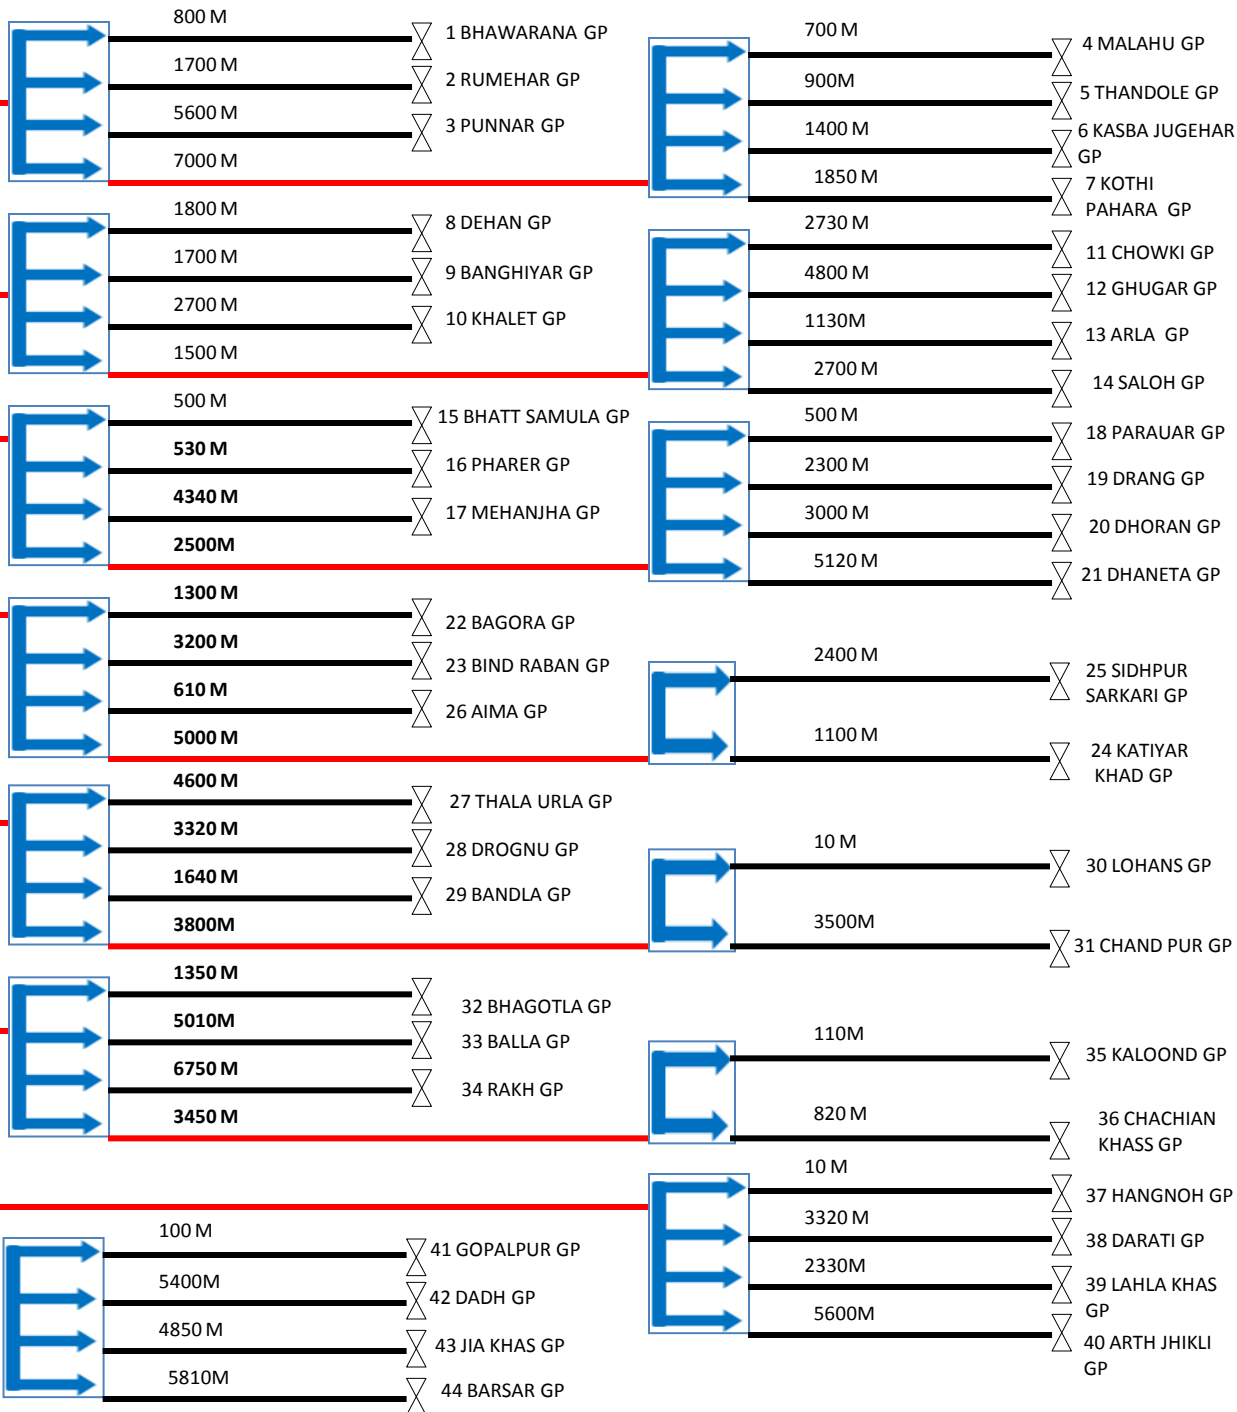 800 M
1 BHAWARANA GP
1700 M
2 RUMEHAR GP
5600 M
3 PUNNAR GP
7000 M
700 M
4 MALAHU GP
900M
5 THANDOLE GP
1400 M
6 KASBA JUGEHAR
GP
1850 M
7 KOTHI
PAHARA GP
1800 M
8 DEHAN GP
1700 M
9 BANGHIYAR GP
2700 M
10 KHALET GP
1500 M
2730 M
11 CHOWKI GP
4800 M
12 GHUGAR GP
1130M
13 ARLA GP
2700 M
14 SALOH GP
500 M
15 BHATT SAMULA GP
530 M
16 PHARER GP
4340 M
17 MEHANJHA GP
2500M
500 M
18 PARAUAR GP
2300 M
19 DRANG GP
3000 M
20 DHORAN GP
5120 M
21 DHANETA GP
1300 M
22 BAGORA GP
3200 M
23 BIND RABAN GP
610 M
26 AIMA GP
5000 M
2400 M
25 SIDHPUR
SARKARI GP
1100 M
24 KATIYAR
KHAD GP
4600 M
27 THALA URLA GP
3320 M
28 DROGNU GP
1640 M
29 BANDLA GP
3800M
10 M
30 LOHANS GP
3500M
31 CHAND PUR GP
1350 M
32 BHAGOTLA GP
5010M
33 BALLA GP
6750 M
34 RAKH GP
3450 M
110M
35 KALOOND GP
820 M
36 CHACHIAN
KHASS GP
10 M
37 HANGNOH GP
3320 M
38 DARATI GP
2330 M
39 LAHLA KHAS
GP
5600M
40 ARTH JHIKLI
GP
100 M
41 GOPALPUR GP
5400M
42 DADH GP
4850 M
43 JIA KHAS GP
5810M
44 BARSAR GP